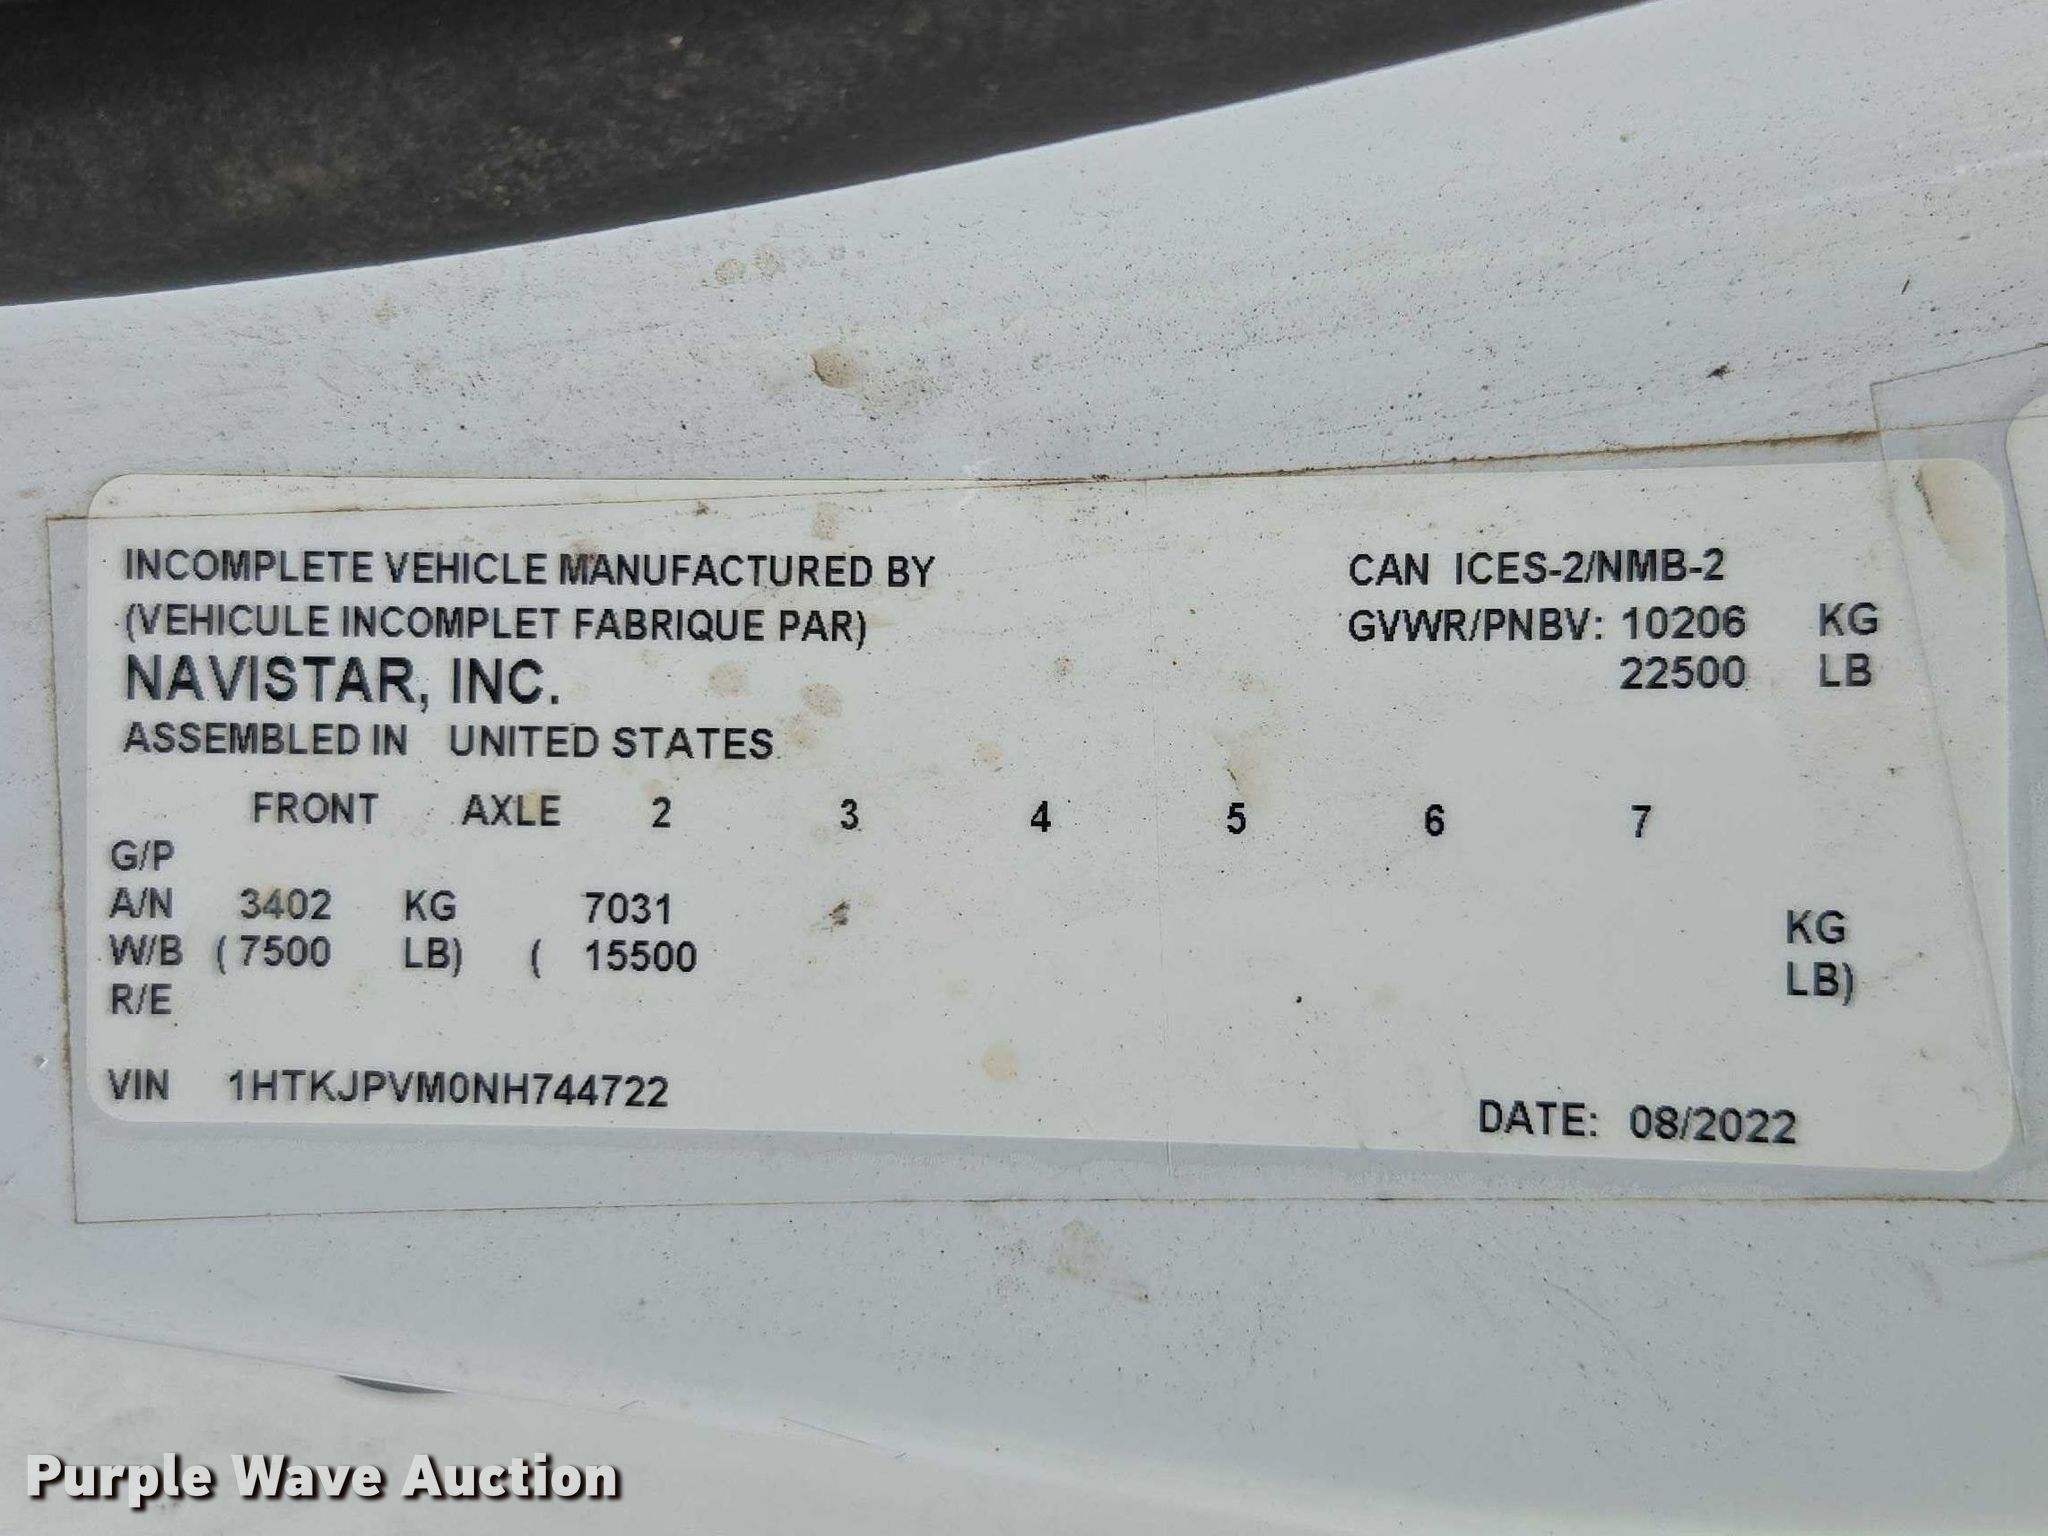 INCOMPLETE VEHICLE MANUFACTURED BY
(VEHICULE INCOMPLET FABRIQUE PAR)
NAVISTAR, INC.
ASSEMBLED IN UNITED STATES
CAN ICES-2/NMB-2
GVWR/PNBV: 10206 KG
22500 LB
FRONT AXLE 2 3 4 5 6 7
G/P
A/N 3402 KG 7031 KG
W/B ( 7500 LB) ( 15500 LB)
R/E
VIN 1HTKJPVM0NH744722
DATE: 08/2022
Purple Wave Auction